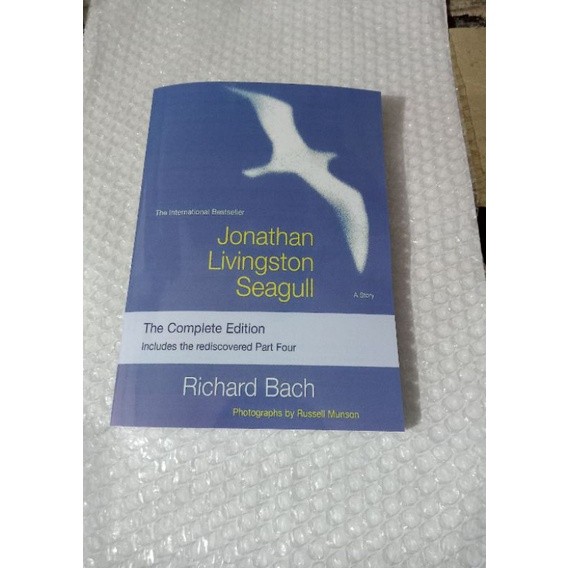 The International Bestseller
Jonathan
Livingston
Seagull
A Story
The Complete Edition
Includes the rediscovered Part Four
Richard Bach
Photographs by Russell Munson